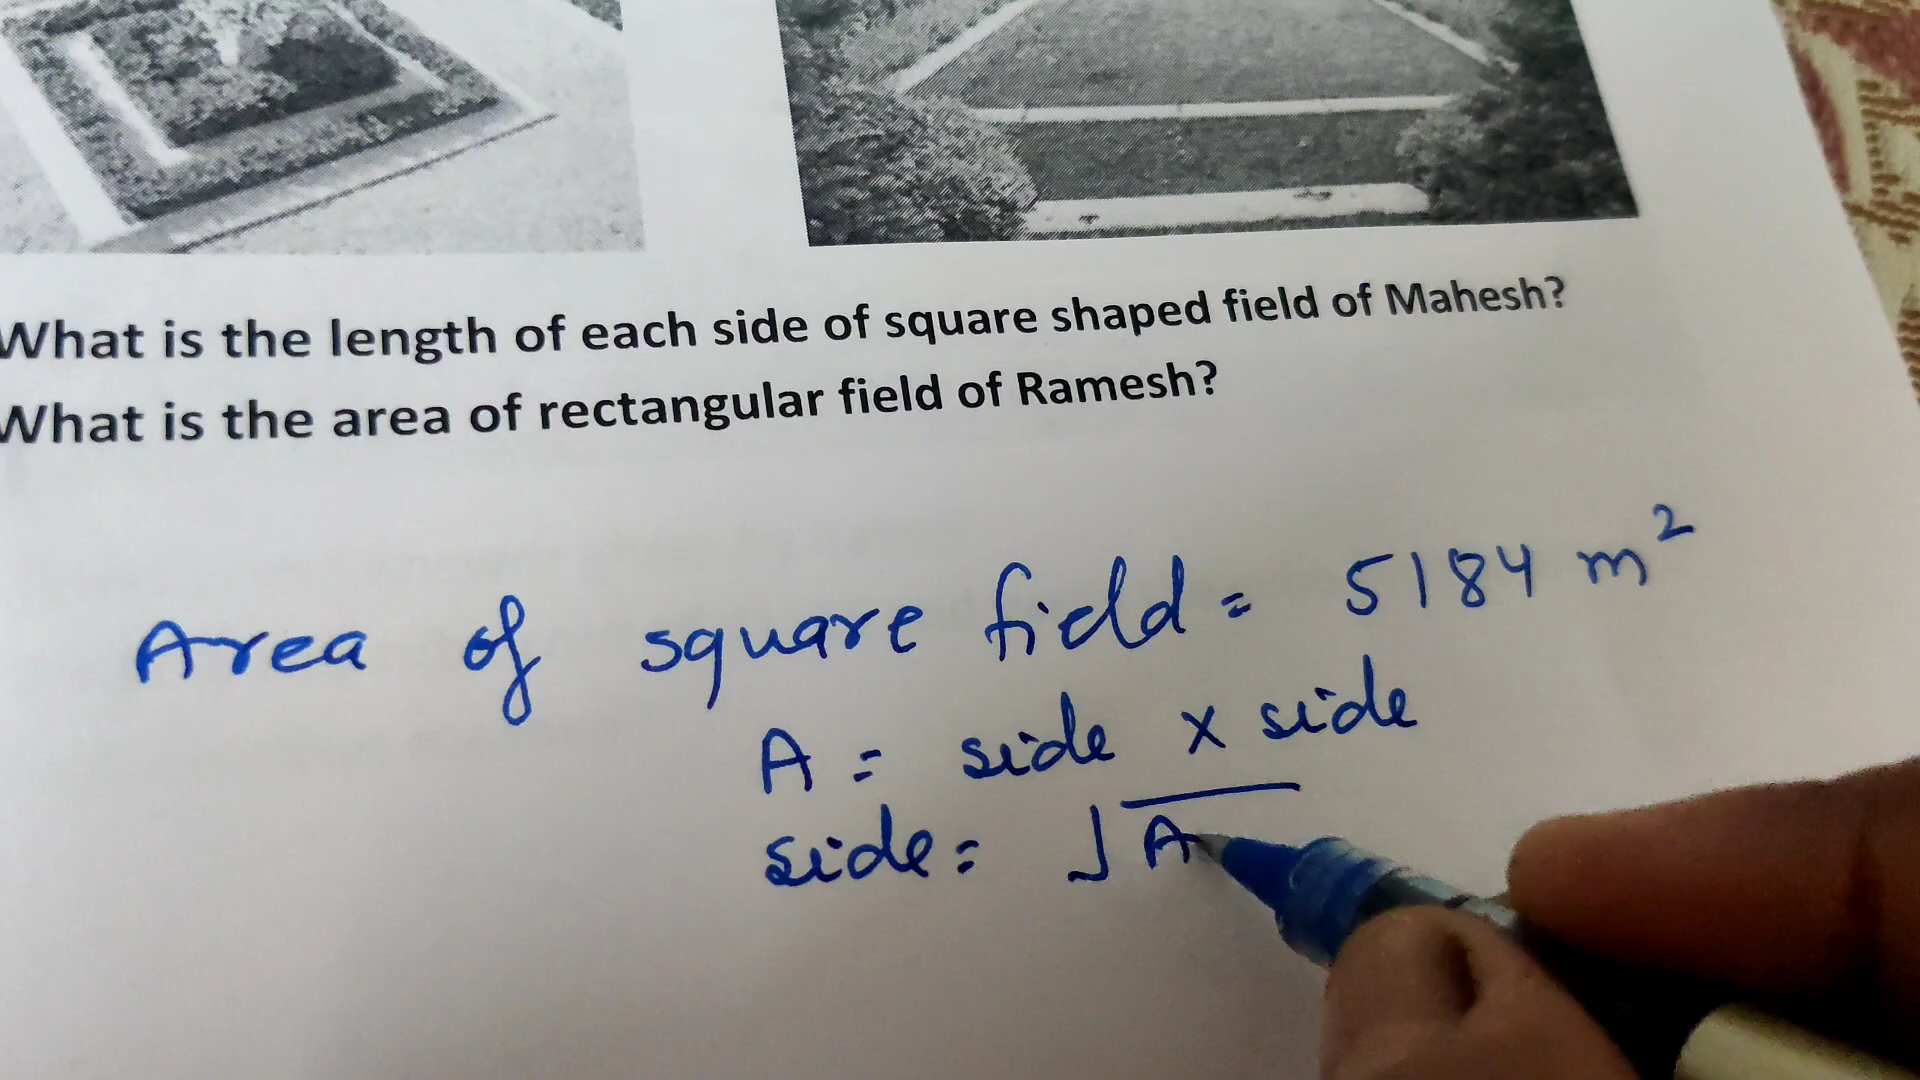 What is the length of each side of square shaped field of Mahesh?
What is the area of rectangular field of Ramesh?
Area of square field = 5184 m²
A = side × side
side = √A